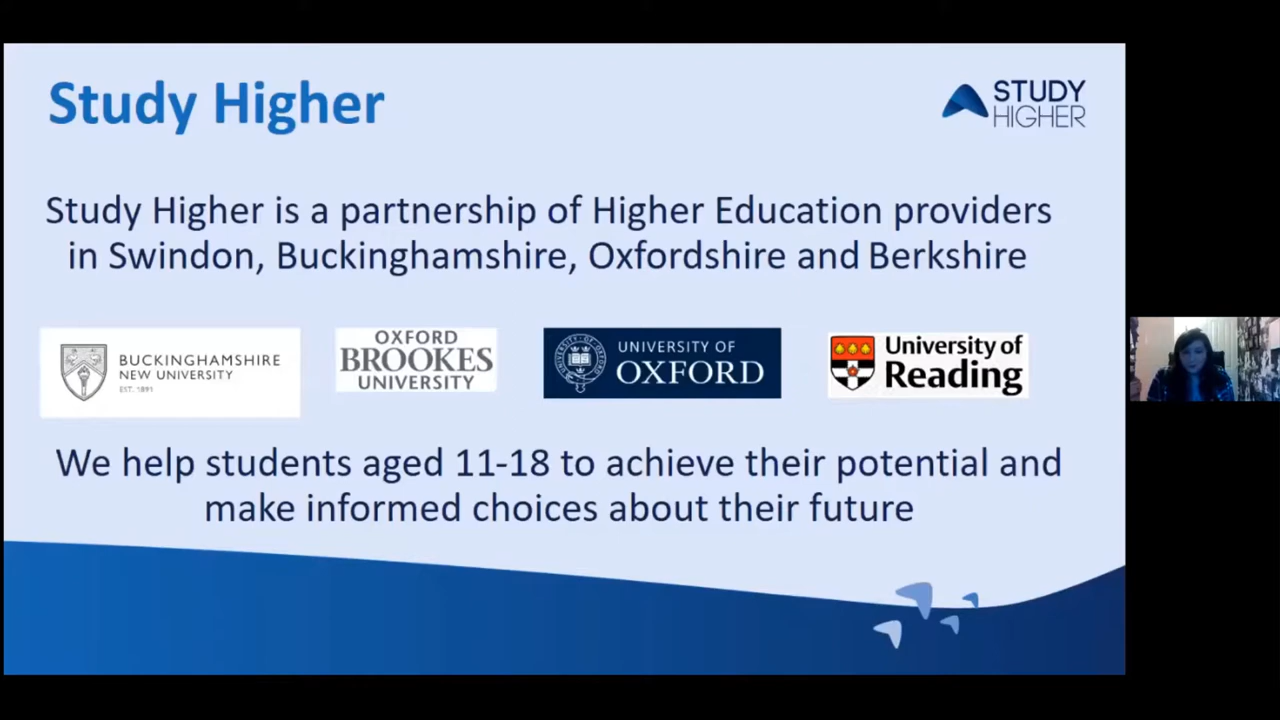 Study Higher
STUDY
HIGHER
Study Higher is a partnership of Higher Education providers
in Swindon, Buckinghamshire, Oxfordshire and Berkshire
BUCKINGHAMSHIRE
NEW UNIVERSITY
EST. 1891
OXFORD
BROOKES
UNIVERSITY
UNIVERSITY OF
OXFORD
University of
Reading
We help students aged 11-18 to achieve their potential and
make informed choices about their future